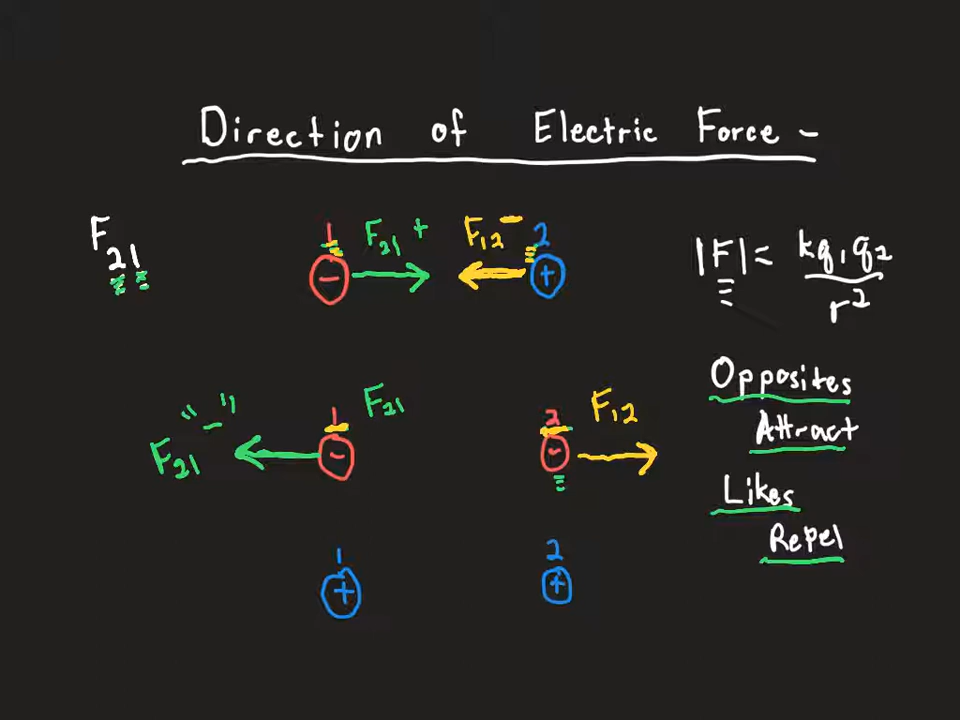 Direction of Electric Force -
F21
1 F21 + F12 - 2
- +
|F| = kq1q2 / r²
Opposites
Attract
F21 "-" 1 F21 2 F12
- -
Likes
Repel
1 2
+ +